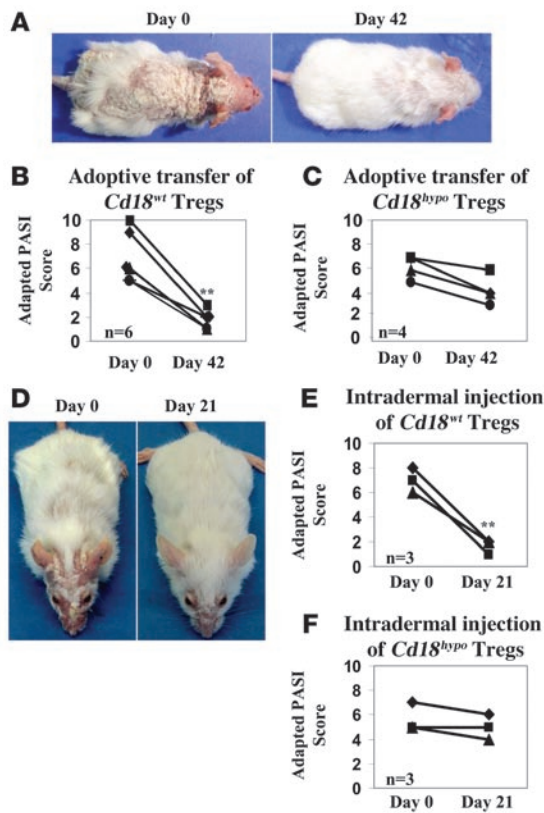 A
Day 0
Day 42
B
Adoptive transfer of
Cd18wt Tregs
Adapted PASI
Score
10
8
6
4
2
0
**
n=6
Day 0
Day 42
C
Adoptive transfer of
Cd18hypo Tregs
Adapted PASI
Score
10
8
6
4
2
0
n=4
Day 0
Day 42
D
Day 0
Day 21
E
Intradermal injection
of Cd18wt Tregs
Adapted PASI
Score
10
8
6
4
2
0
**
n=3
Day 0
Day 21
F
Intradermal injection
of Cd18hypo Tregs
Adapted PASI
Score
10
8
6
4
2
0
n=3
Day 0
Day 21